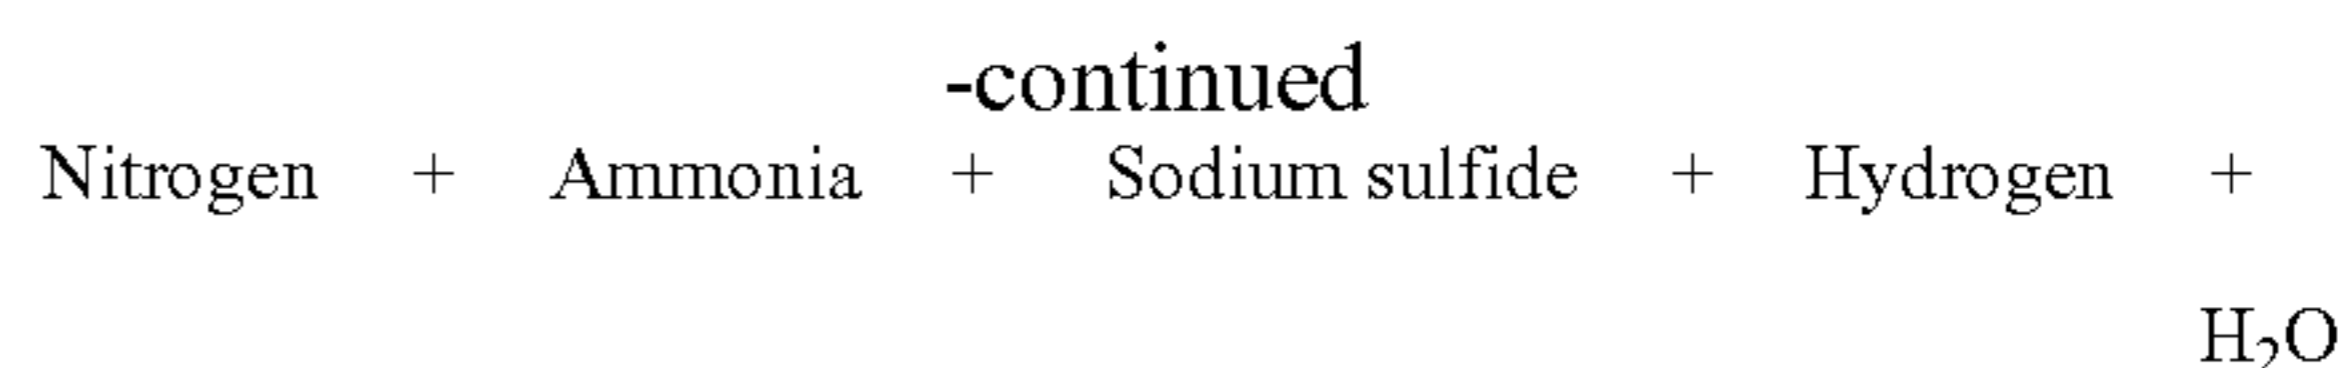 -continued
Nitrogen + Ammonia + Sodium sulfide + Hydrogen +
H₂O